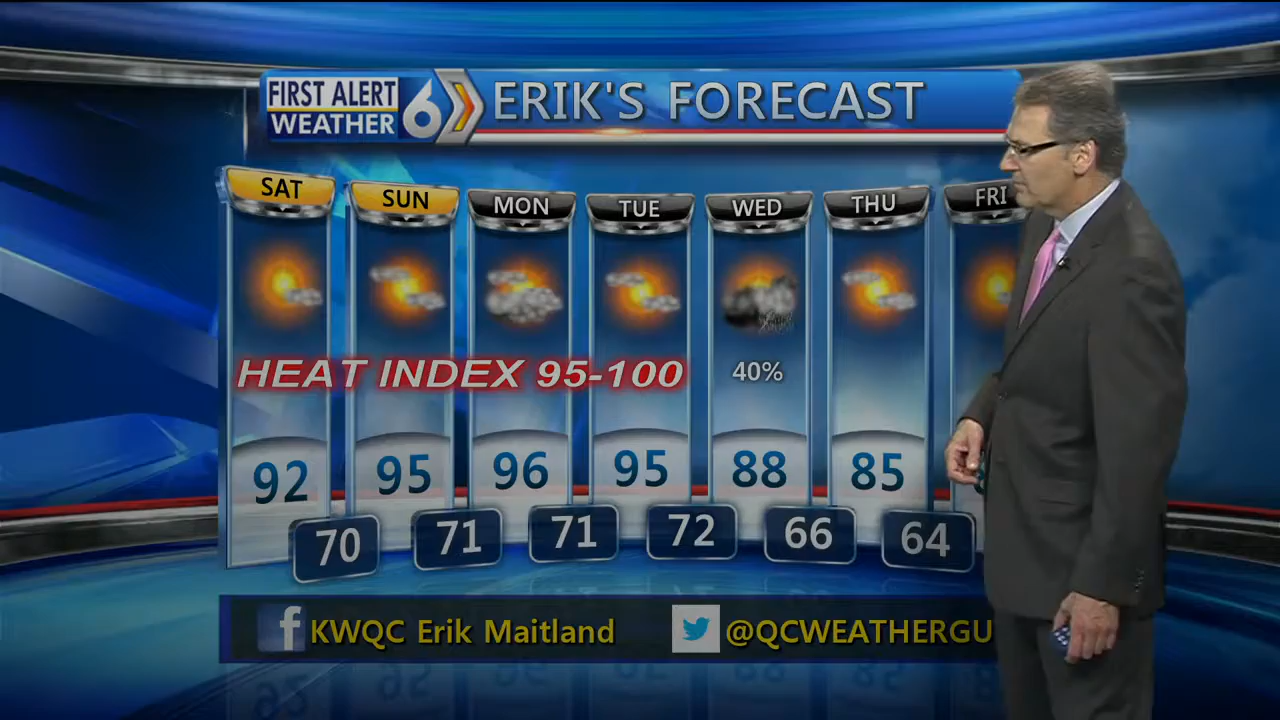 FIRST ALERT
WEATHER 6
ERIK'S FORECAST
SAT SUN MON TUE WED THU FRI
HEAT INDEX 95-100
40%
92 95 96 95 88 85
70 71 71 72 66 64
KWQC Erik Maitland
@QCWEATHERGU